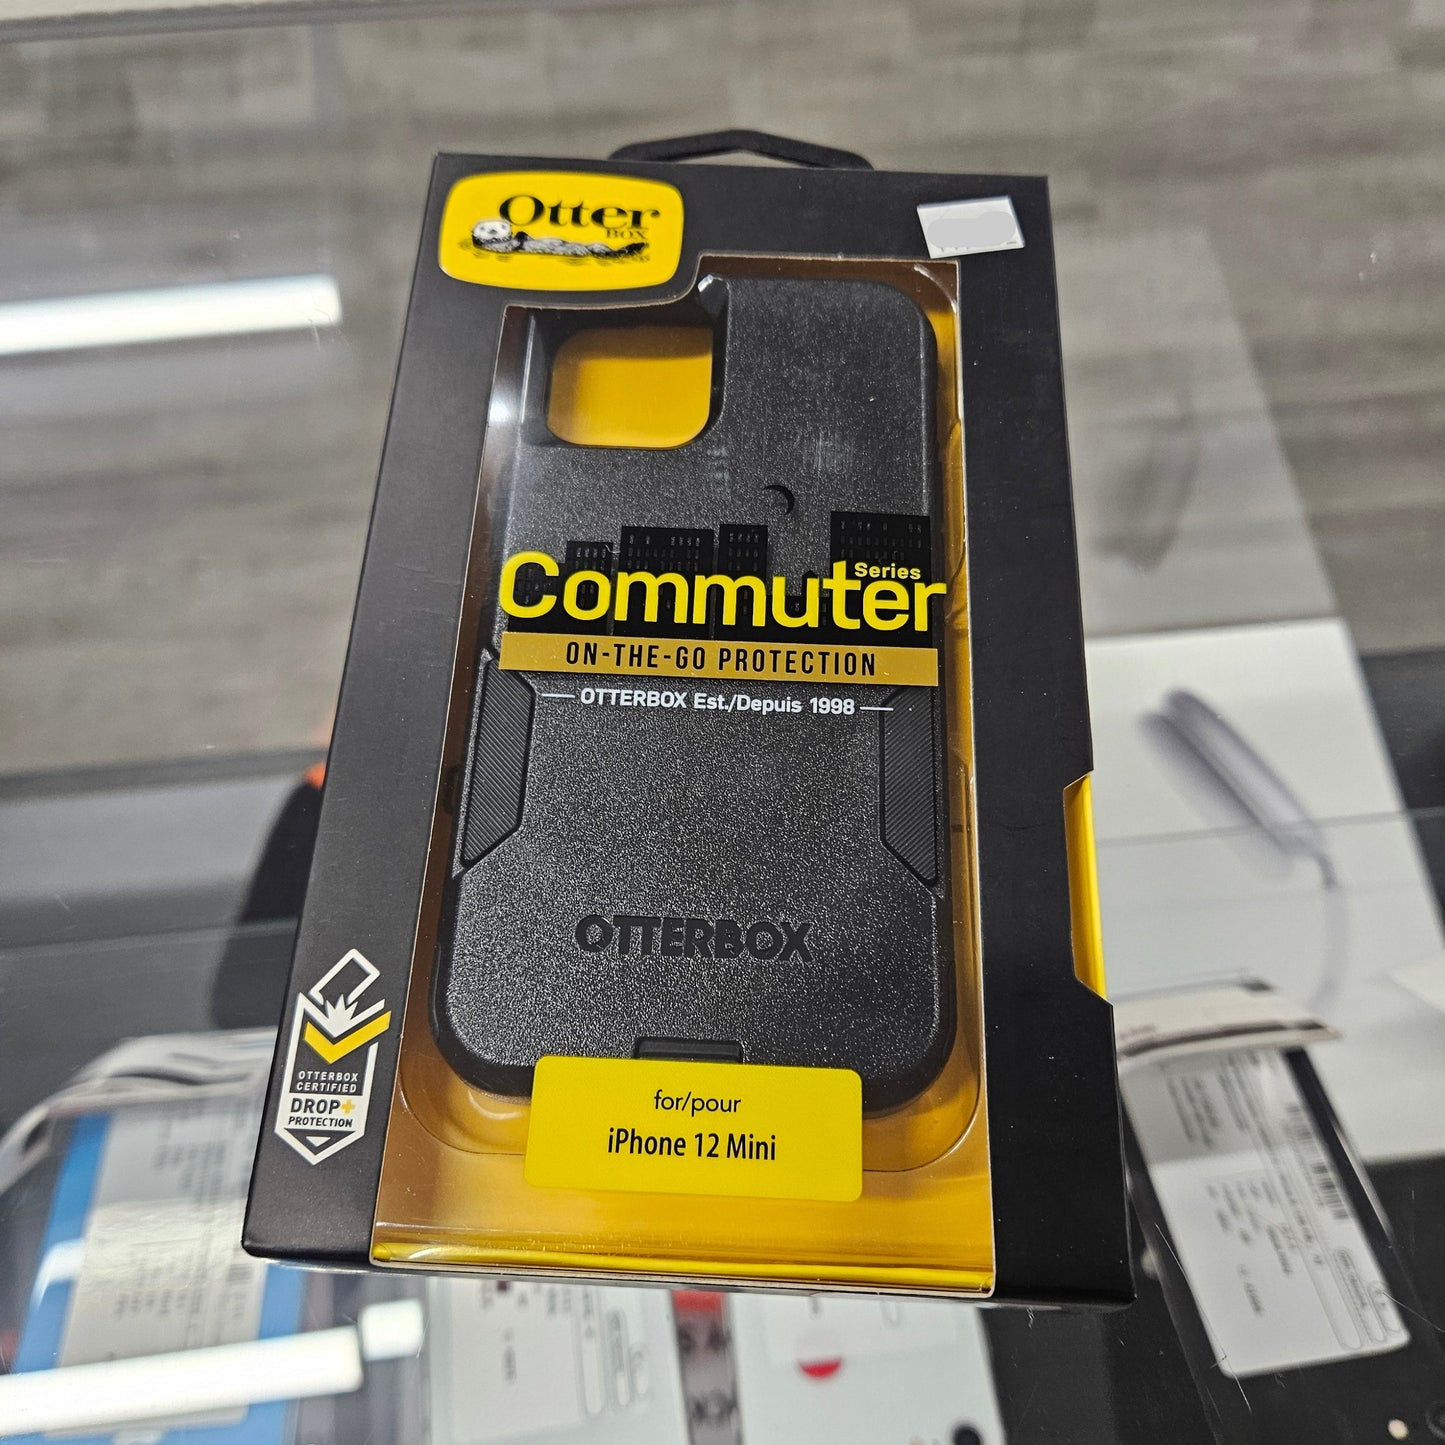 Otter
BOX
Series
Commuter
ON-THE-GO PROTECTION
OTTERBOX Est./Depuis 1998
OTTERBOX
OTTERBOX
CERTIFIED
DROP+
PROTECTION
for/pour
iPhone 12 Mini